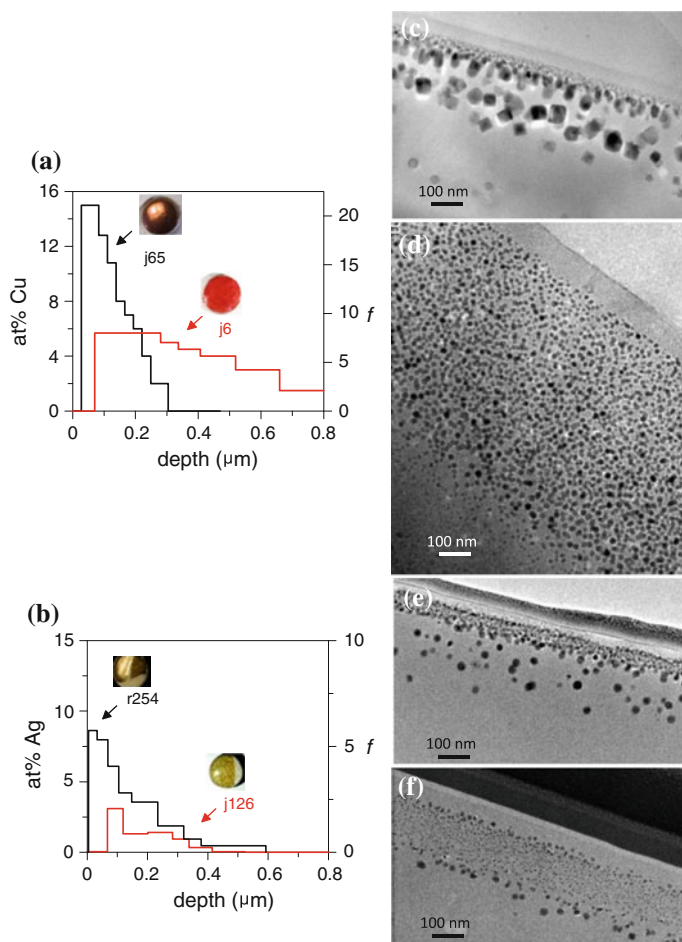 (a)
16
12
8
4
0
at% Cu
20
15
10
5
0
f
j65
j6
0 0.2 0.4 0.6 0.8
depth (μm)
(b)
15
10
5
0
at% Ag
10
5
0
f
r254
j126
0 0.2 0.4 0.6 0.8
depth (μm)
(c)
100 nm
(d)
100 nm
(e)
100 nm
(f)
100 nm